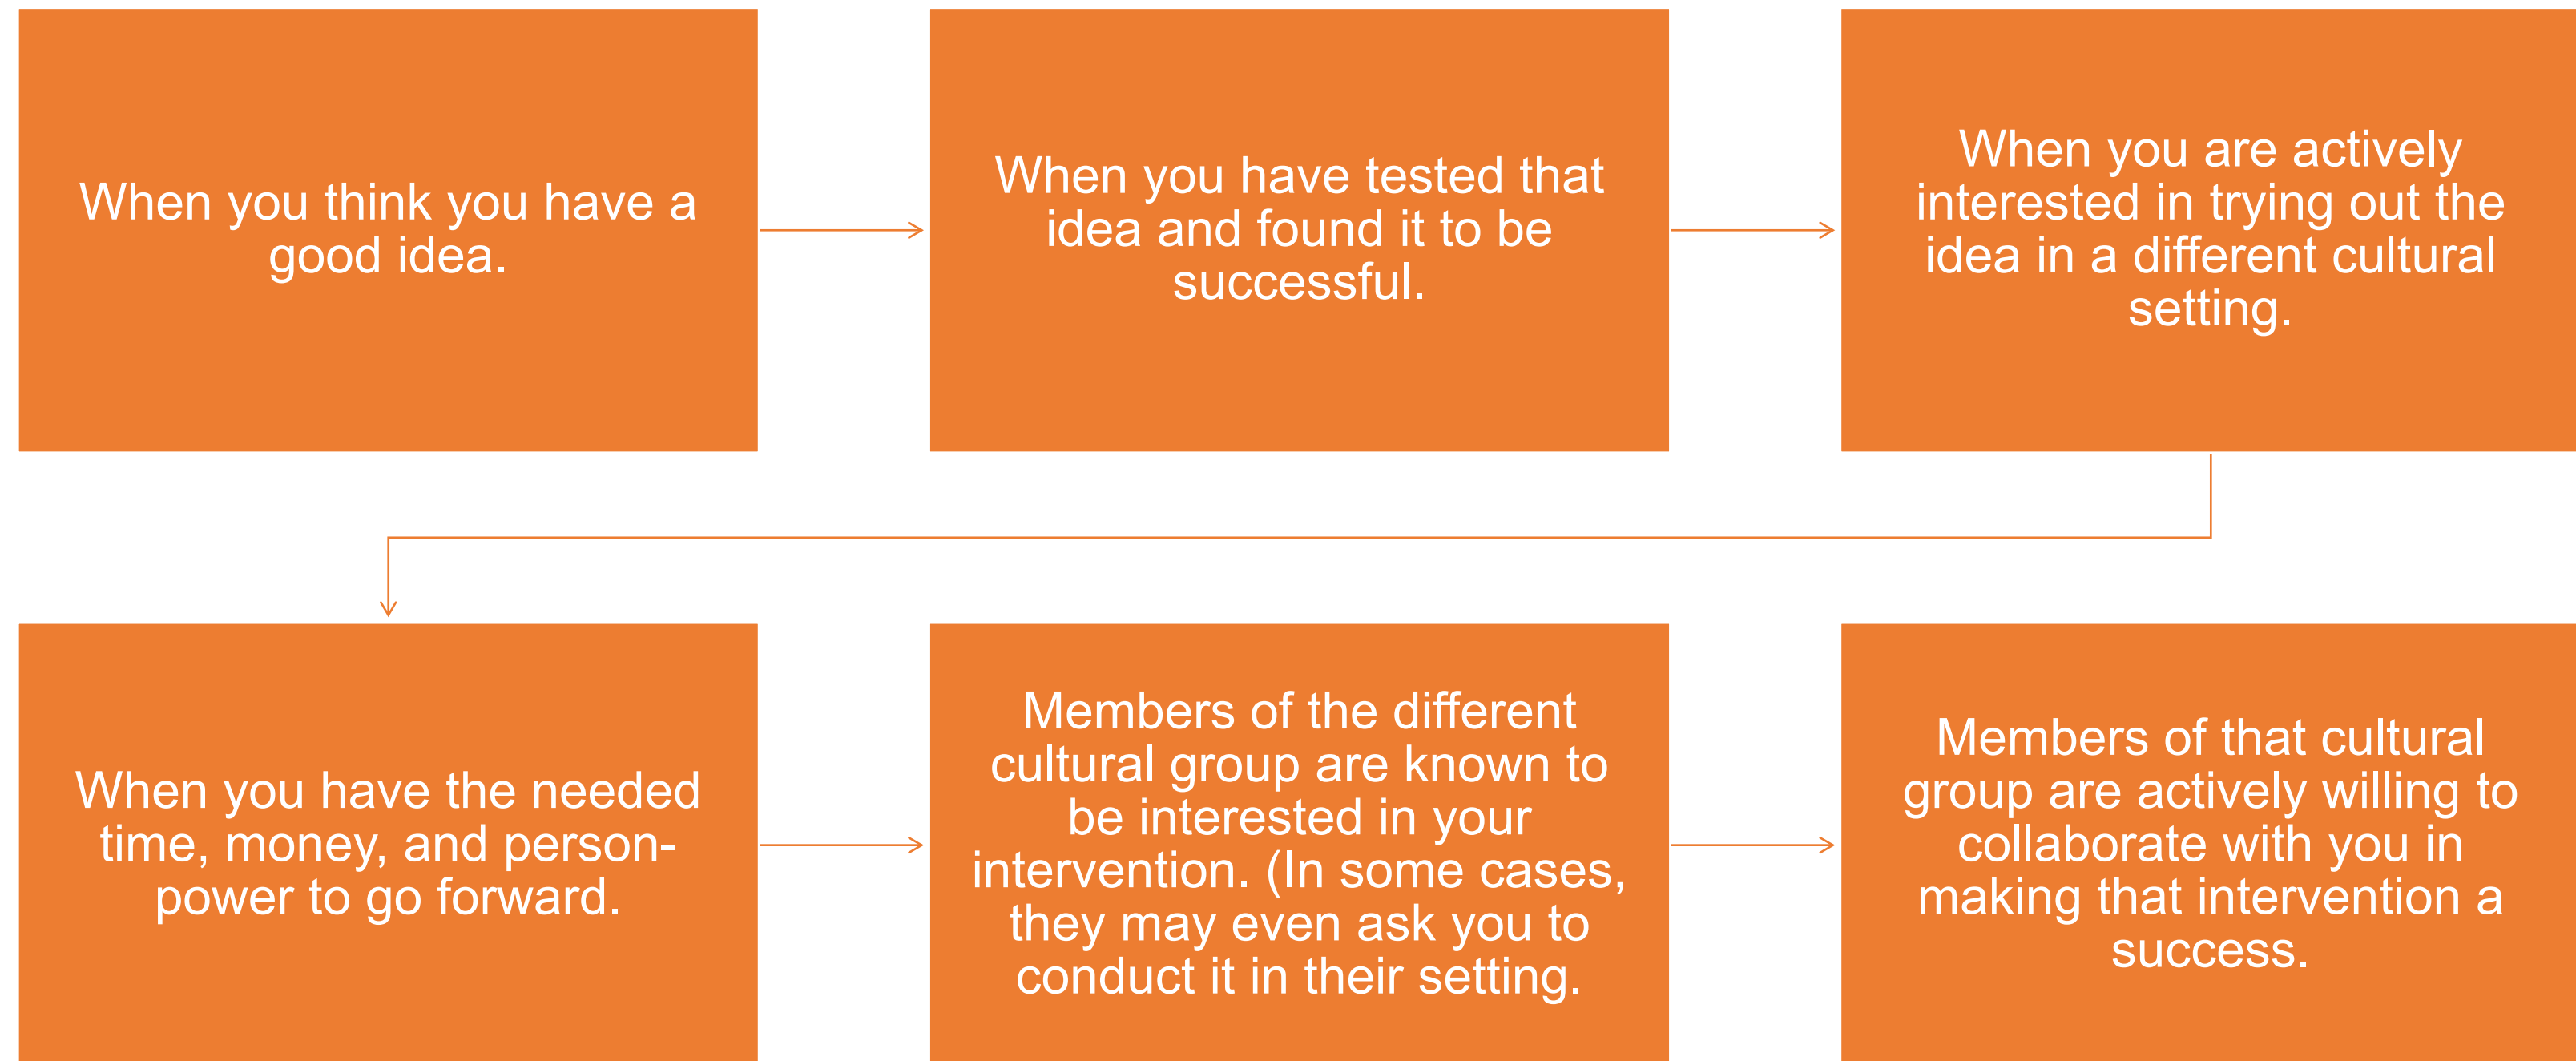 When you think you have a
good idea.
When you have tested that
idea and found it to be
successful.
When you are actively
interested in trying out the
idea in a different cultural
setting.
When you have the needed
time, money, and person-
power to go forward.
Members of the different
cultural group are known to
be interested in your
intervention. (In some cases,
they may even ask you to
conduct it in their setting.
Members of that cultural
group are actively willing to
collaborate with you in
making that intervention a
success.